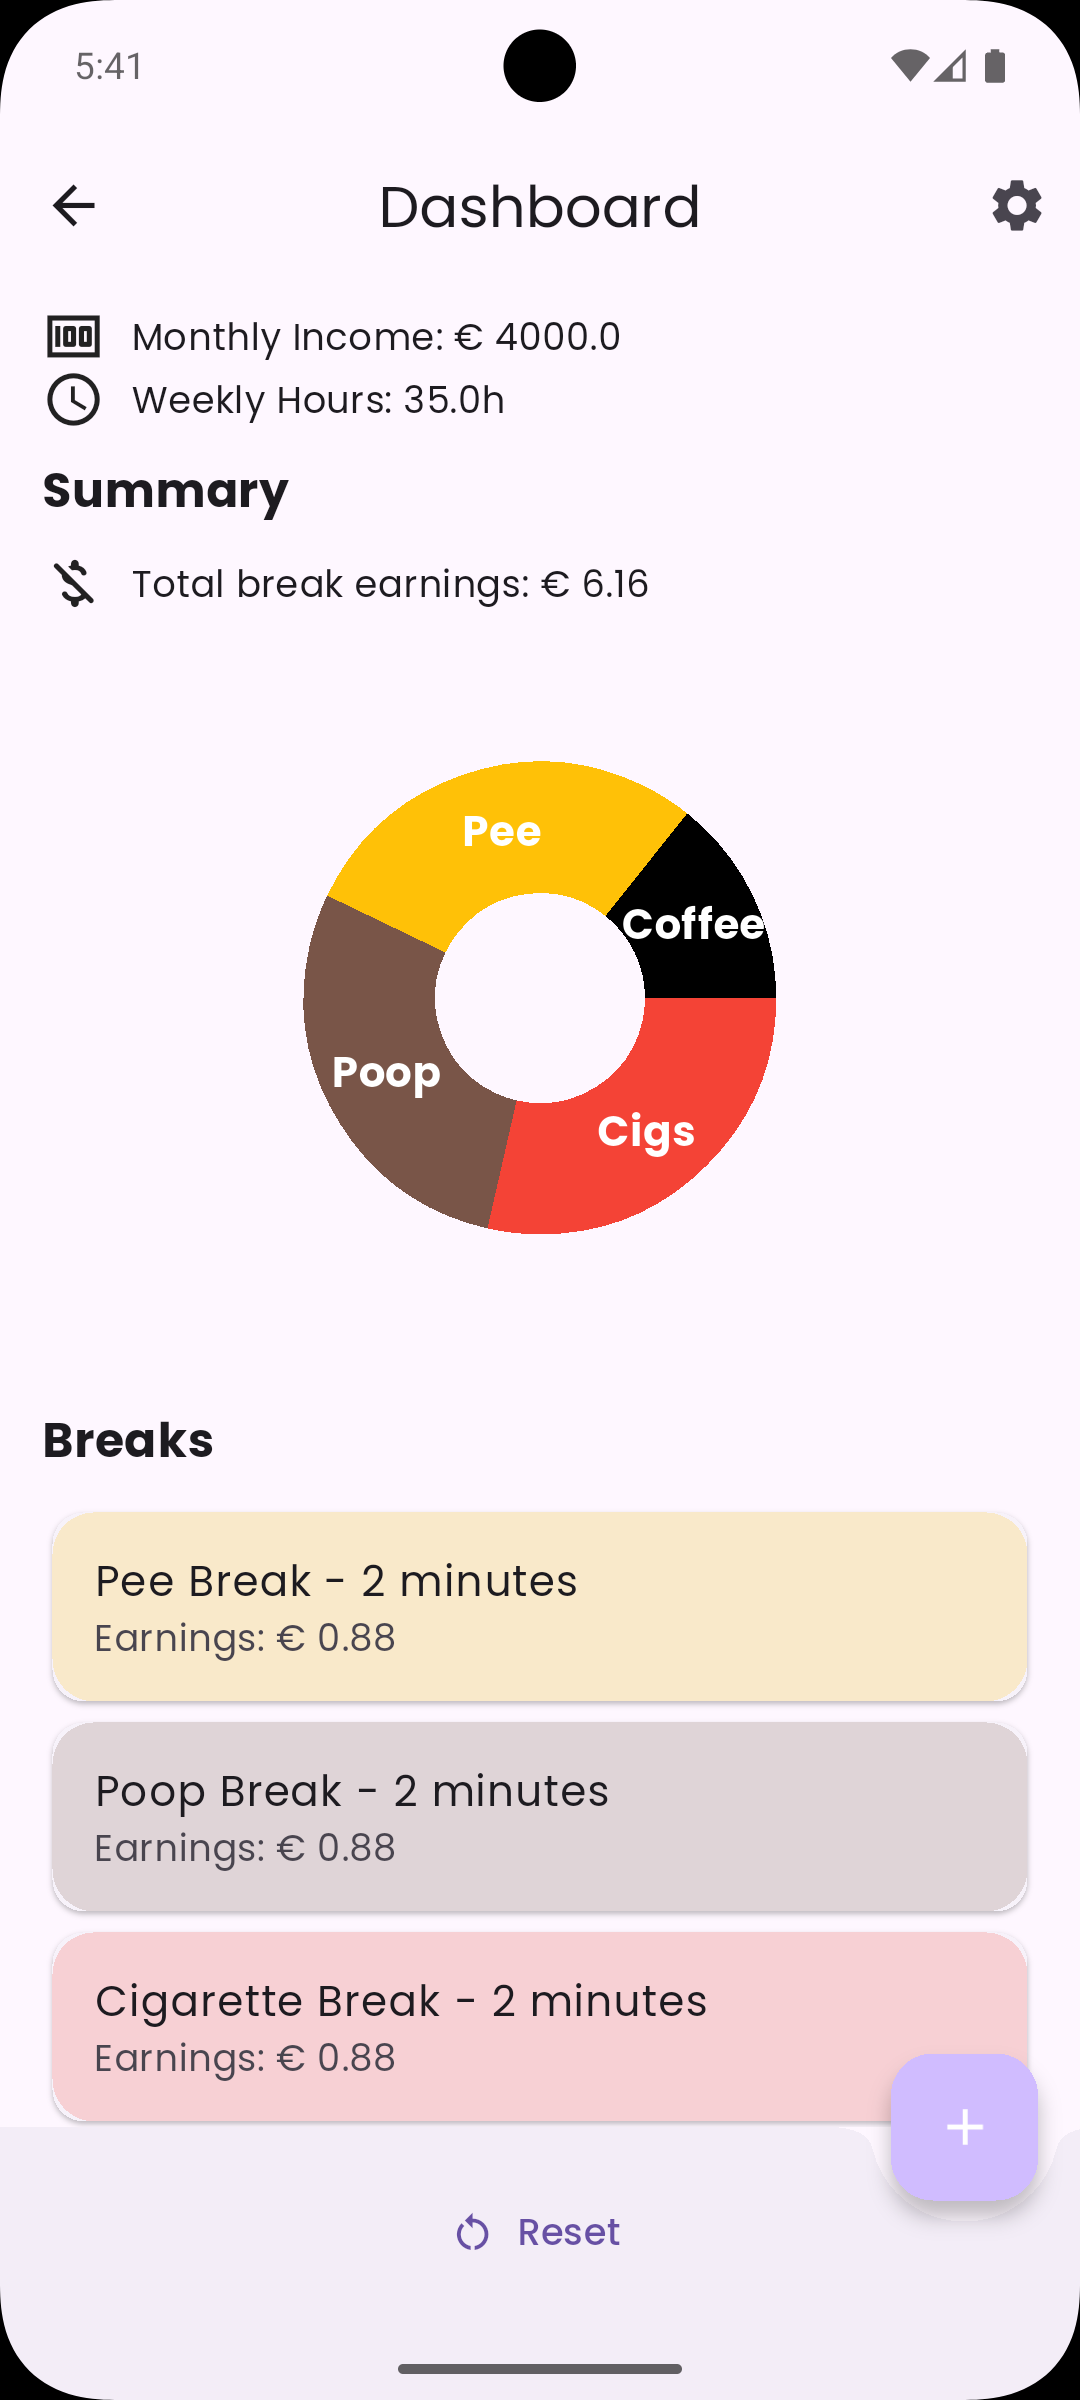 5:41
Dashboard
100
Monthly Income: € 4000.0
Weekly Hours: 35.0h
Summary
Total break earnings: € 6.16
Pee
Coffee
Poop
Cigs
Breaks
Pee Break - 2 minutes
Earnings: € 0.88
Poop Break - 2 minutes
Earnings: € 0.88
Cigarette Break - 2 minutes
Earnings: € 0.88
Reset